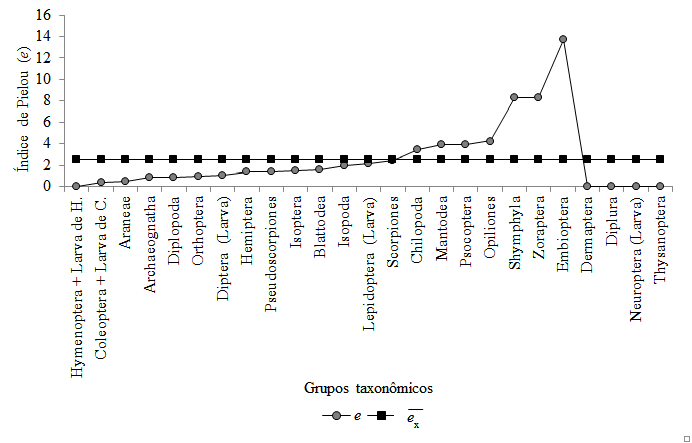 Índice de Pielou (e)
16
14
12
10
8
6
4
2
0
Hymenoptera + Larva de H.
Coleoptera + Larva de C.
Araneae
Archaeognatha
Diplopoda
Orthoptera
Diptera (Larva)
Hemiptera
Pseudoscorpiones
Isoptera
Blattodea
Isopoda
Lepidoptera (Larva)
Scorpiones
Chilopoda
Mantodea
Psocoptera
Opiliones
Shymphyla
Zoraptera
Embioptera
Dermaptera
Diplura
Neuroptera (Larva)
Thysanoptera
Grupos taxonômicos
e
e̅x